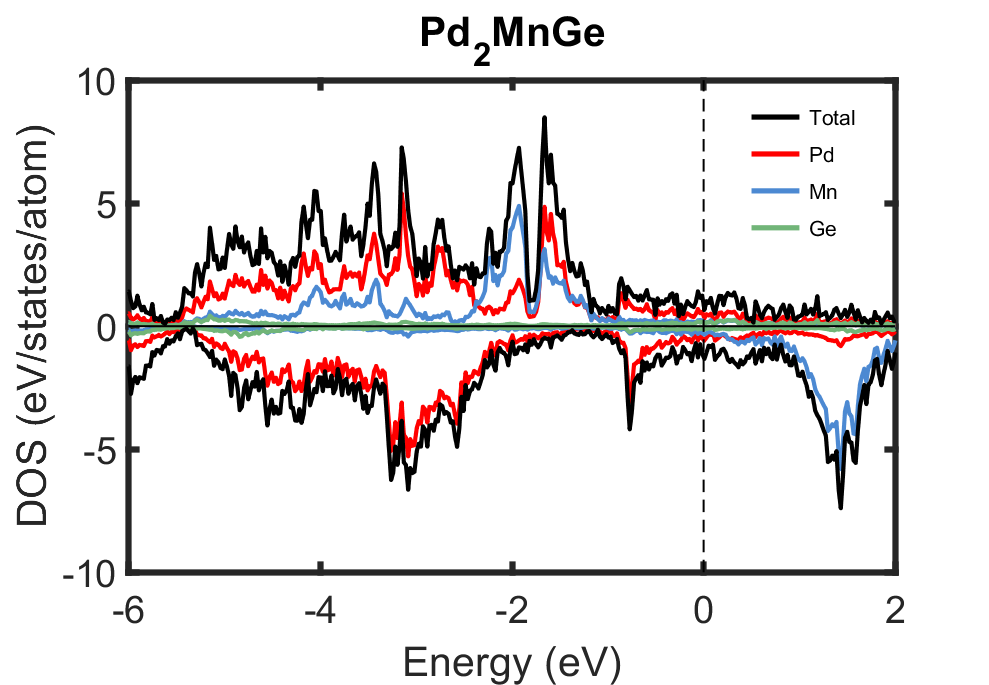 Pd2MnGe
10
5
0
-5
-10
DOS (eV/states/atom)
Total
Pd
Mn
Ge
-6 -4 -2 0 2
Energy (eV)